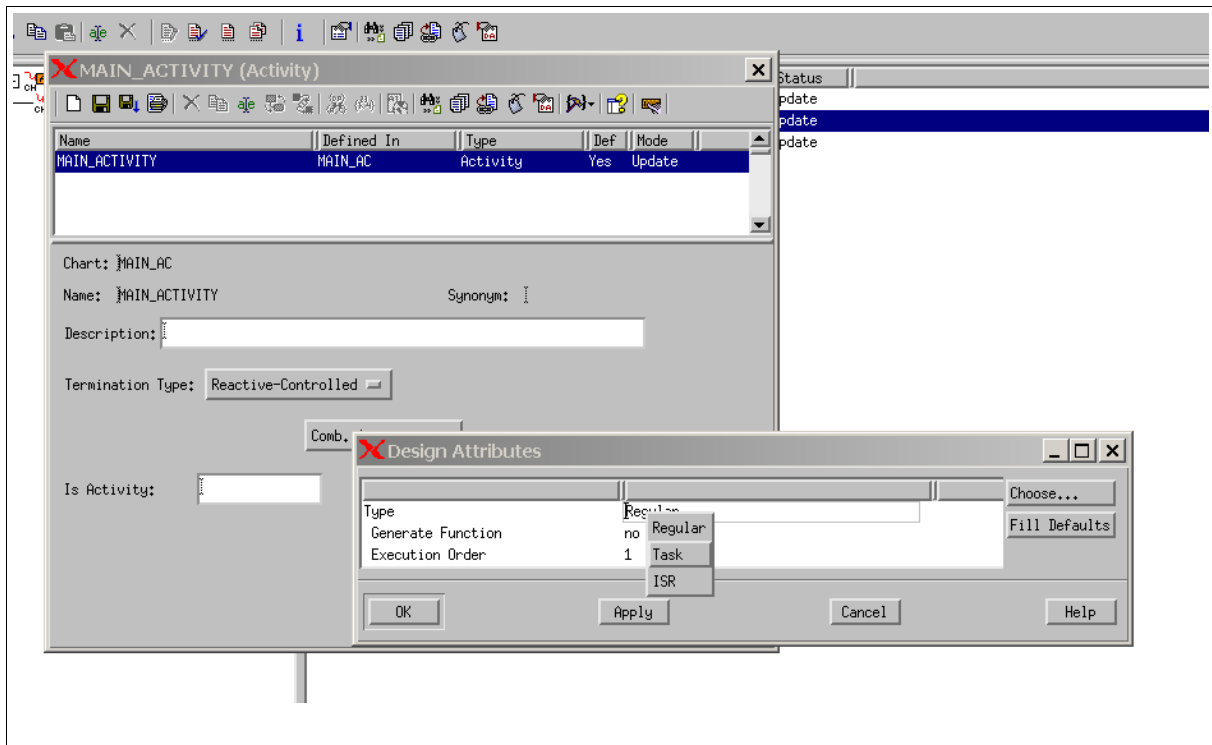 MAIN_ACTIVITY (Activity)
Status
pdate
pdate
pdate
Name Defined In Type Def Mode
MAIN_ACTIVITY MAIN_AC Activity Yes Update
Chart: MAIN_AC
Name: MAIN_ACTIVITY Synonym:
Description:
Termination Type: Reactive-Controlled
Comb.
Is Activity:
Design Attributes
Choose...
Type Regular
Fill Defaults
Generate Function no
Execution Order 1
Regular
Task
ISR
OK Apply Cancel Help